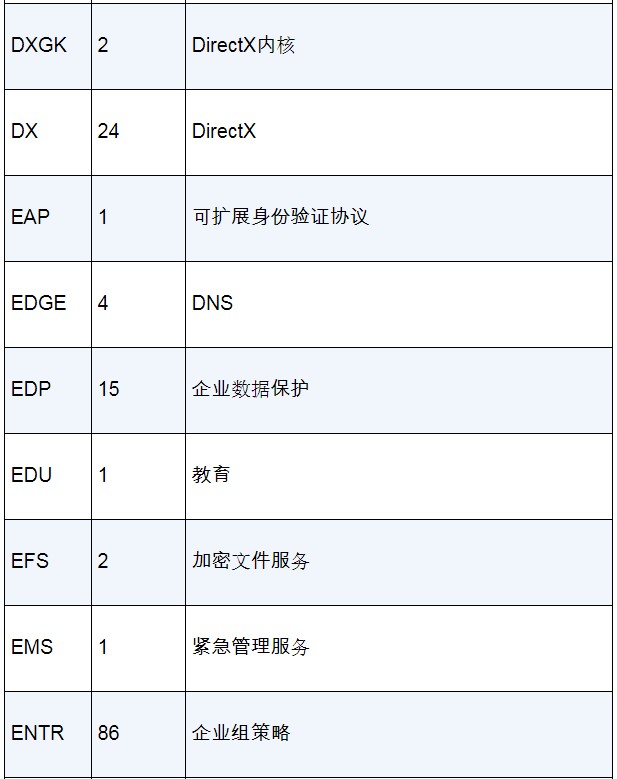 DXGK 2 DirectX内核
DX 24 DirectX
EAP 1 可扩展身份验证协议
EDGE 4 DNS
EDP 15 企业数据保护
EDU 1 教育
EFS 2 加密文件服务
EMS 1 紧急管理服务
ENTR 86 企业组策略